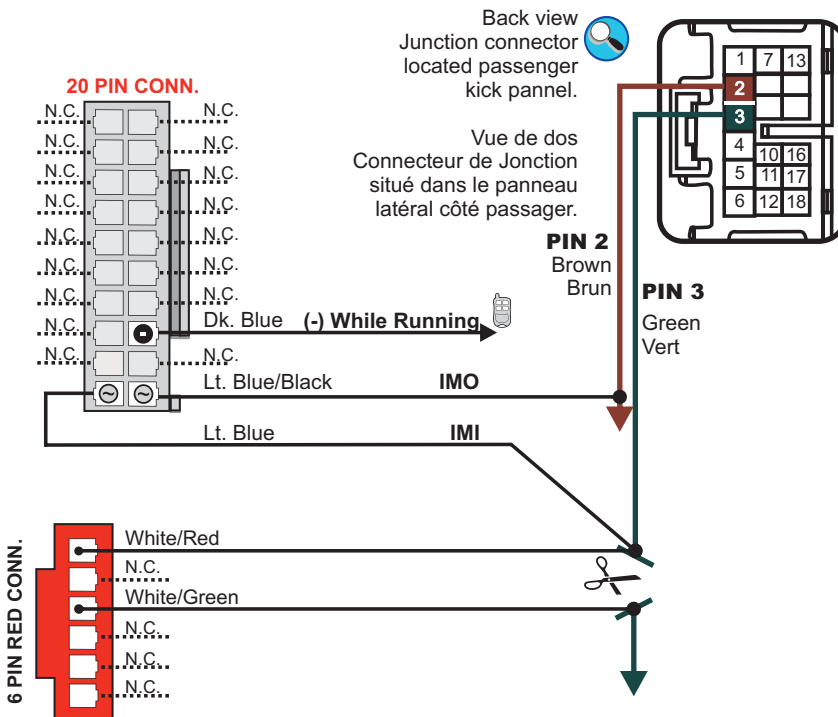 Back view
Junction connector
located passenger
kick pannel.
Vue de dos
Connecteur de Jonction
situé dans le panneau
latéral côté passager.
1 7 13
2
3
4
10 16
5 11 17
6 12 18
PIN 2
Brown
Brun
PIN 3
Green
Vert
20 PIN CONN.
N.C. N.C.
N.C. N.C.
N.C. N.C.
N.C. N.C.
N.C. N.C.
N.C. N.C.
N.C. N.C.
N.C. Dk. Blue (-) While Running
N.C. N.C.
Lt. Blue/Black IMO
Lt. Blue IMI
6 PIN RED CONN.
White/Red
N.C.
White/Green
N.C.
N.C.
N.C.